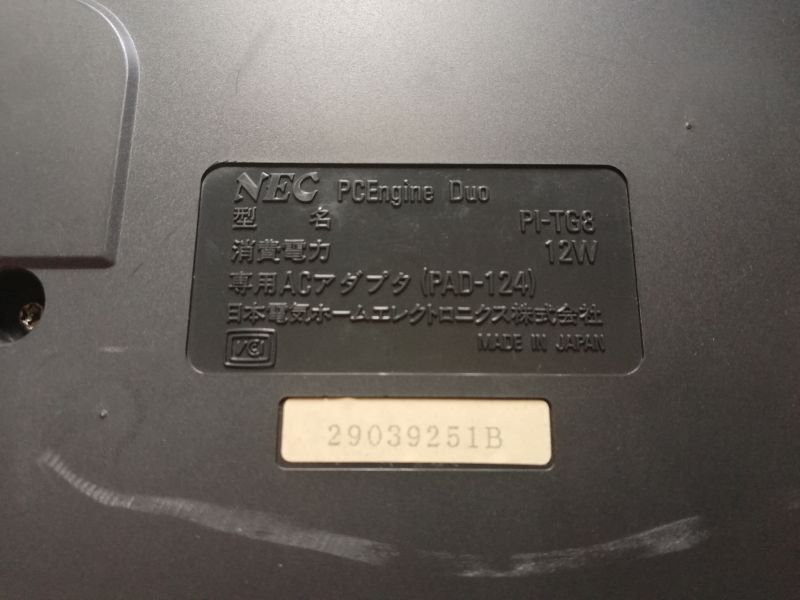 NEC PCEngine Duo
型名 PI-TG8
消費電力 12W
専用ACアダプタ(PAD-124)
日本電気ホームエレクトロニクス株式会社
VCI MADE IN JAPAN
29039251B